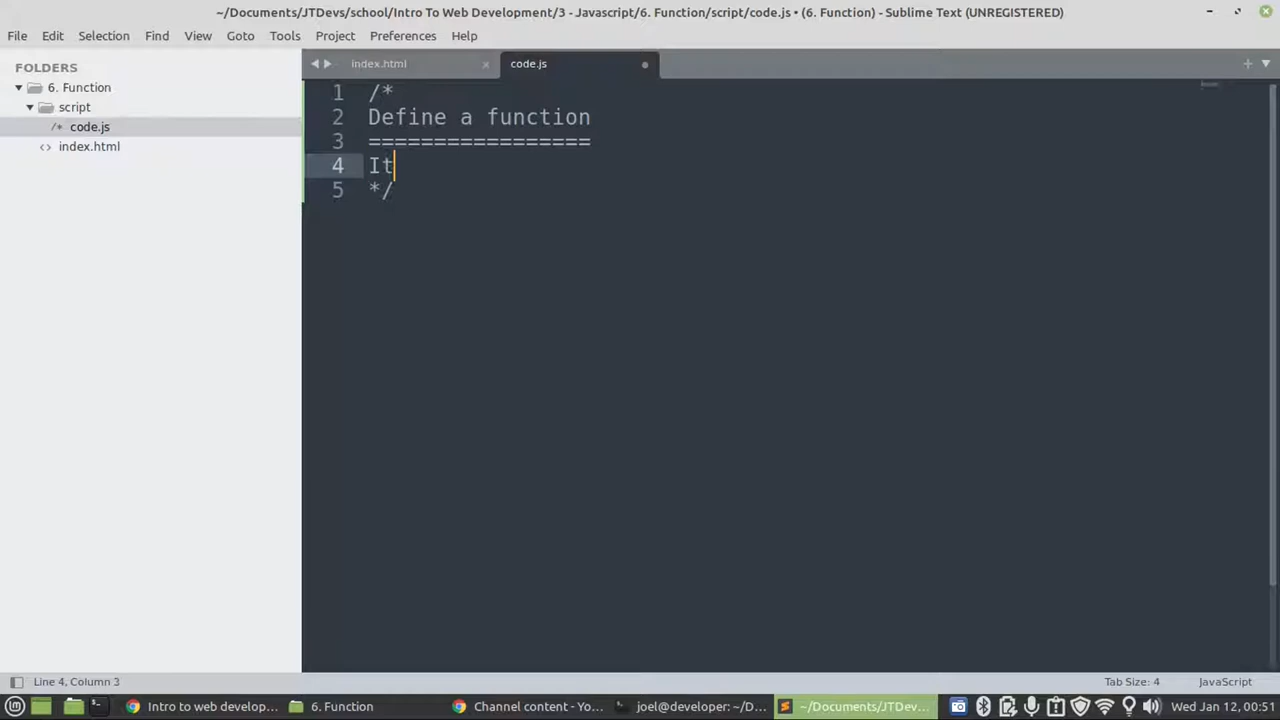 ~/Documents/JTDevs/school/Intro To Web Development/3 - Javascript/6. Function/script/code.js • (6. Function) - Sublime Text (UNREGISTERED)
File Edit Selection Find View Goto Tools Project Preferences Help
FOLDERS
6. Function
script
/* code.js
<> index.html
index.html × code.js
1 /*
2 Define a function
3 =================
4 It
5 */
Line 4, Column 3 Tab Size: 4 JavaScript
Intro to web develop... 6. Function Channel content - Yo... joel@developer: ~/D... ~/Documents/JTDev... Wed Jan 12, 00:51